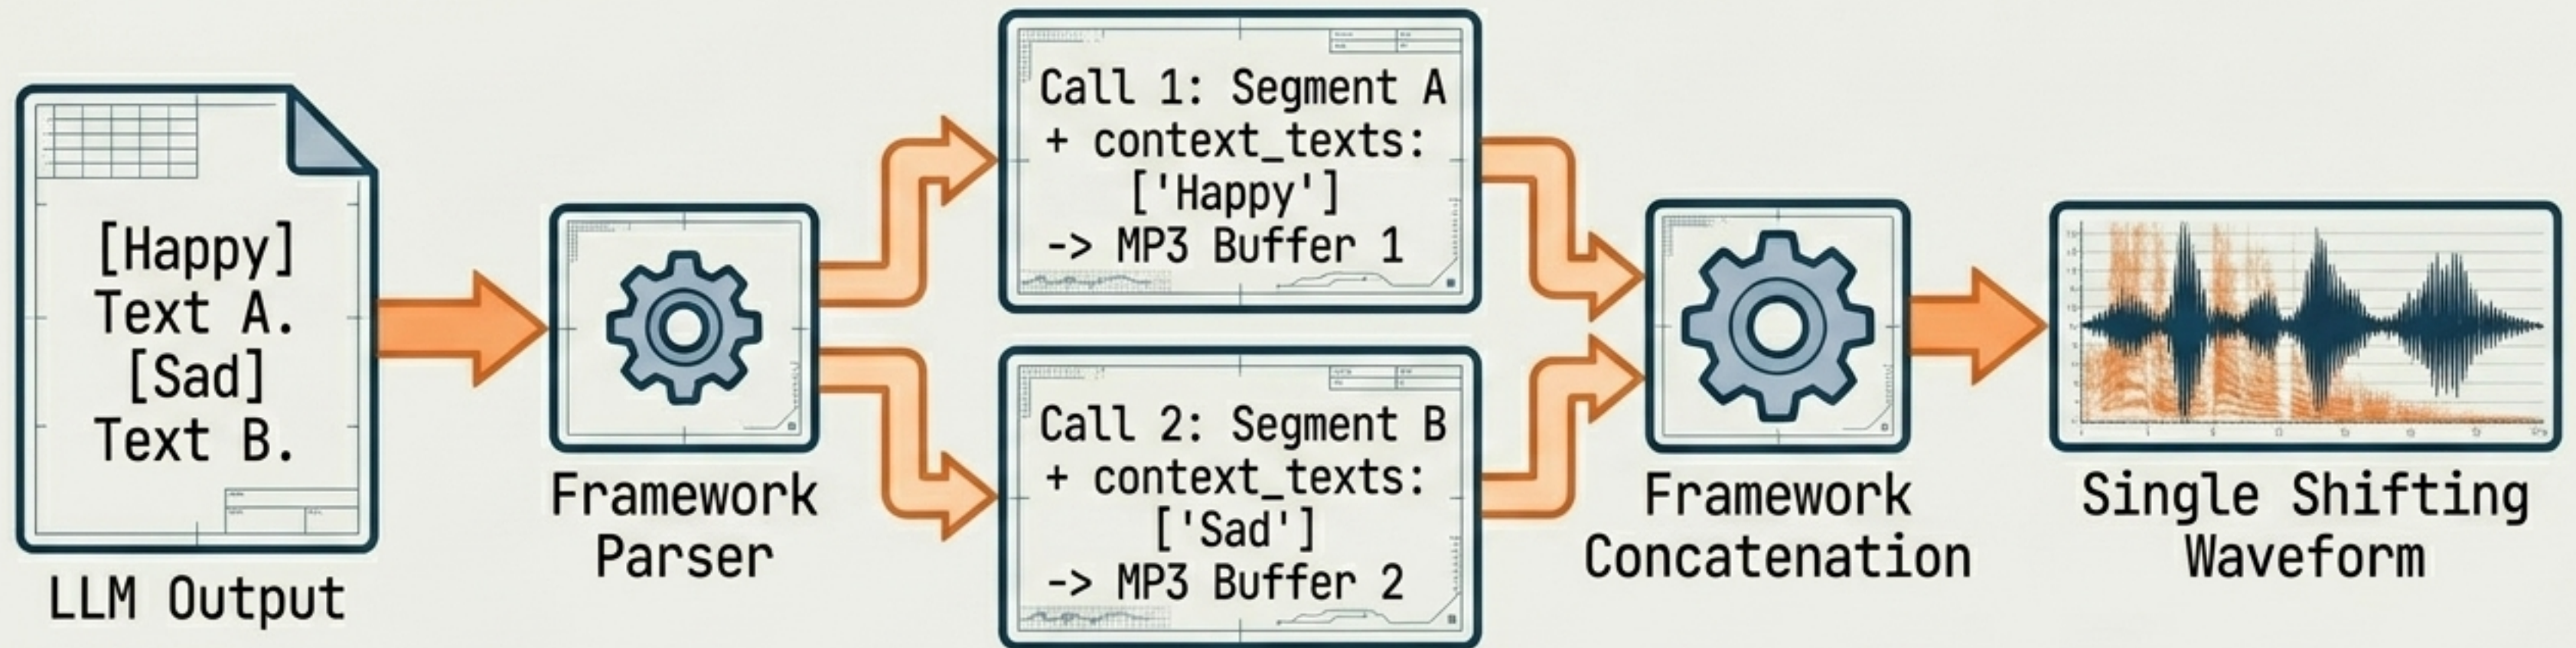 [Happy]
Text A.
[Sad]
Text B.
LLM Output
Framework
Parser
Call 1: Segment A
+ context_texts:
['Happy']
-> MP3 Buffer 1
Call 2: Segment B
+ context_texts:
['Sad']
-> MP3 Buffer 2
Framework
Concatenation
Single Shifting
Waveform